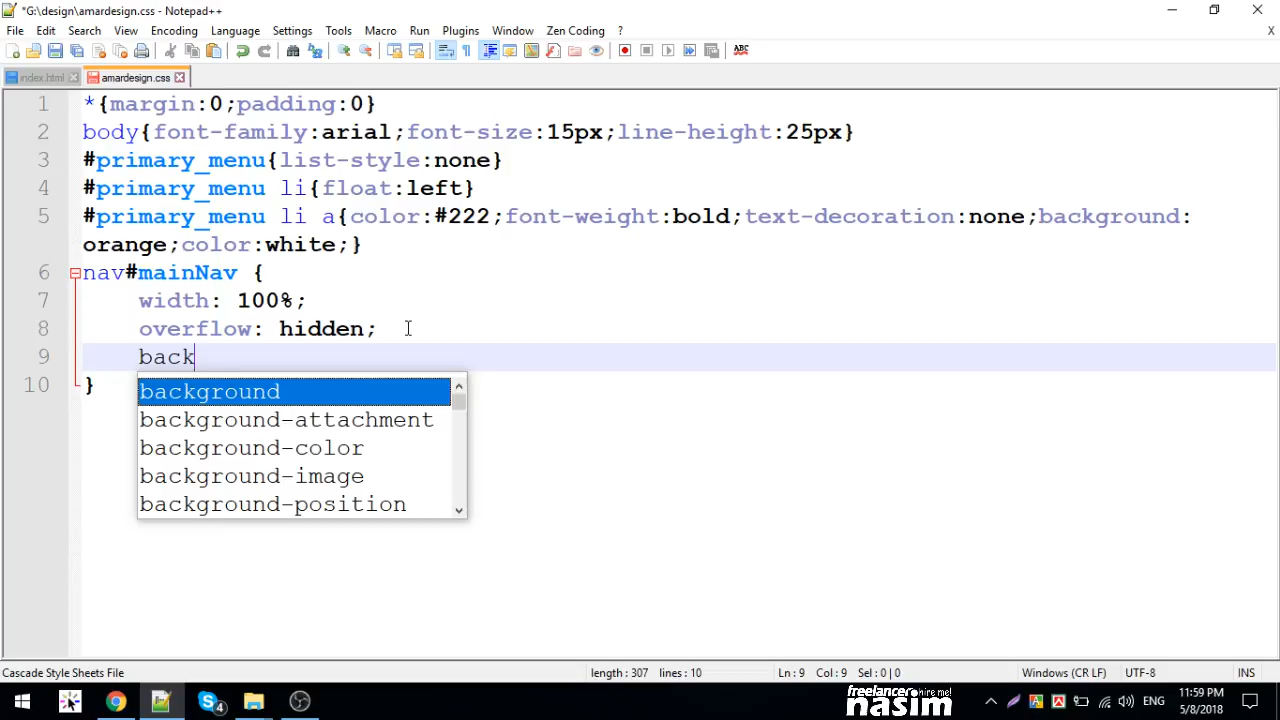 *G:\design\amardesign.css - Notepad++
File Edit Search View Encoding Language Settings Tools Macro Run Plugins Window Zen Coding ? X
ABC
index.html amardesign.css
1 *{margin:0;padding:0}
2 body{font-family:arial;font-size:15px;line-height:25px}
3 #primary_menu{list-style:none}
4 #primary_menu li{float:left}
5 #primary_menu li a{color:#222;font-weight:bold;text-decoration:none;background:
orange;color:white;}
6 nav#mainNav {
7 width: 100%;
8 overflow: hidden;
9 back
10 }
background
background-attachment
background-color
background-image
background-position
Cascade Style Sheets File length : 307 lines : 10 Ln : 9 Col : 9 Sel : 0 | 0 Windows (CR LF) UTF-8 INS
freelancer hire me!
nasim
ENG
11:59 PM
5/8/2018